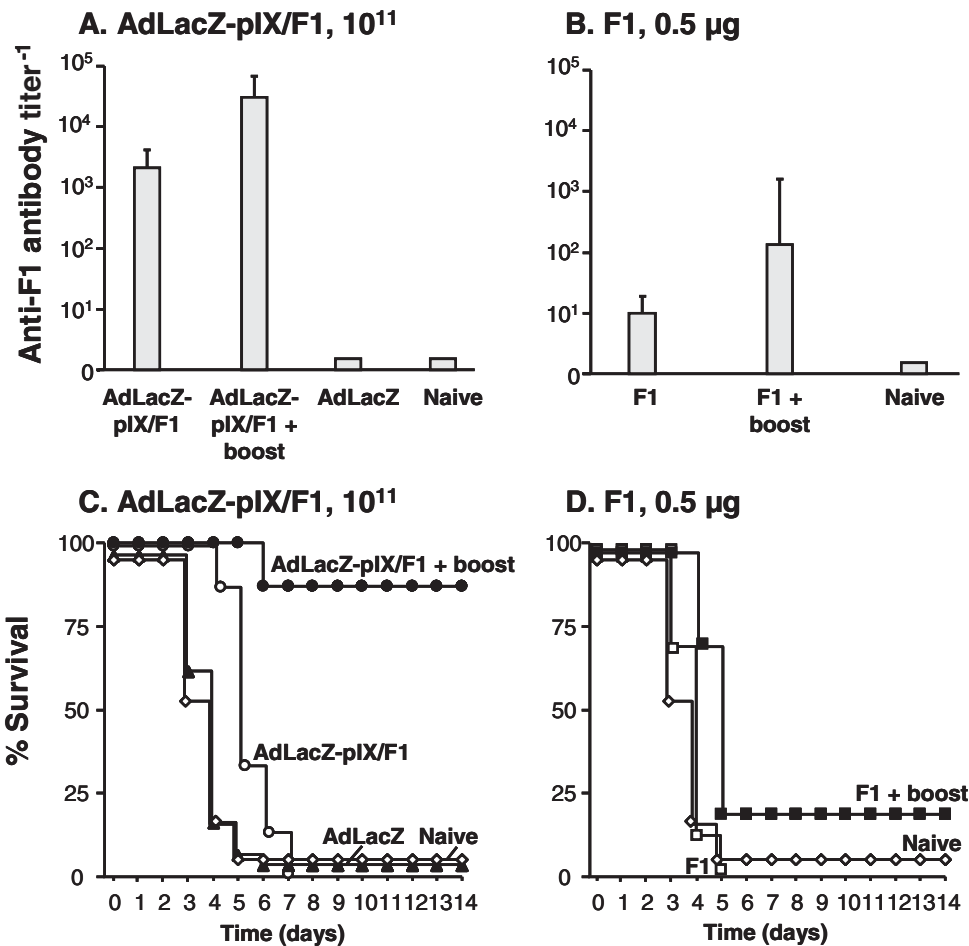 A. AdLacZ-pIX/F1, 10¹¹
B. F1, 0.5 µg
Anti-F1 antibody titer⁻¹
10⁵
10⁴
10³
10²
10¹
0
10⁵
10⁴
10³
10²
10¹
0
AdLacZ-
pIX/F1
AdLacZ-
pIX/F1 +
boost
AdLacZ
Naive
F1
F1 +
boost
Naive
C. AdLacZ-pIX/F1, 10¹¹
D. F1, 0.5 µg
% Survival
100
75
50
25
0
AdLacZ-pIX/F1 + boost
AdLacZ-pIX/F1
AdLacZ
Naive
0 1 2 3 4 5 6 7 8 9 10 11 12 13 14
Time (days)
100
75
50
25
0
F1 + boost
Naive
F1
0 1 2 3 4 5 6 7 8 9 10 11 12 13 14
Time (days)